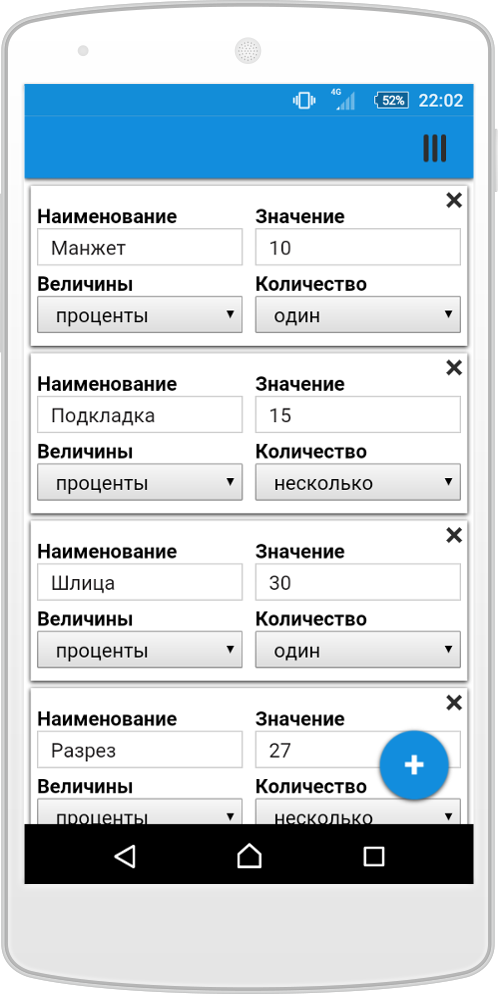 4G 52% 22:02
Наименование Значение
Манжет 10
Величины Количество
проценты один
Наименование Значение
Подкладка 15
Величины Количество
проценты несколько
Наименование Значение
Шлица 30
Величины Количество
проценты один
Наименование Значение
Разрез 27
Величины Количество
проценты несколько